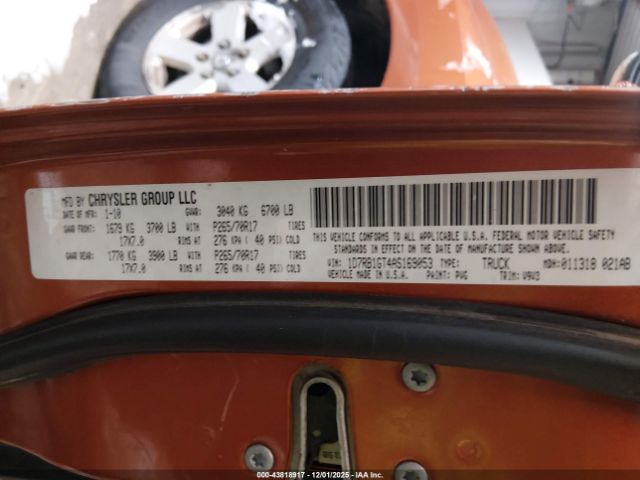 MFD BY CHRYSLER GROUP LLC
DATE OF MFR: 1-10 GVWR: 3040 KG 6700 LB
GAWR FRONT: 1679 KG 3700 LB WITH P265/70R17 TIRES
17X7.0 RIMS AT 276 KPA ( 40 PSI) COLD
GAWR REAR: 1770 KG 3900 LB WITH P265/70R17 TIRES
17X7.0 RIMS AT 276 KPA ( 40 PSI) COLD
THIS VEHICLE CONFORMS TO ALL APPLICABLE U.S.A. FEDERAL MOTOR VEHICLE SAFETY
STANDARDS IN EFFECT ON THE DATE OF MANUFACTURE SHOWN ABOVE.
VIN: 1D7RB1GT4AS169053 TYPE: TRUCK MDH: 011318 021AB
VEHICLE MADE IN U.S.A. PAINT: PVG TRIM: V9V3
00-43818917 • 12/01/2025 • IAA Inc.